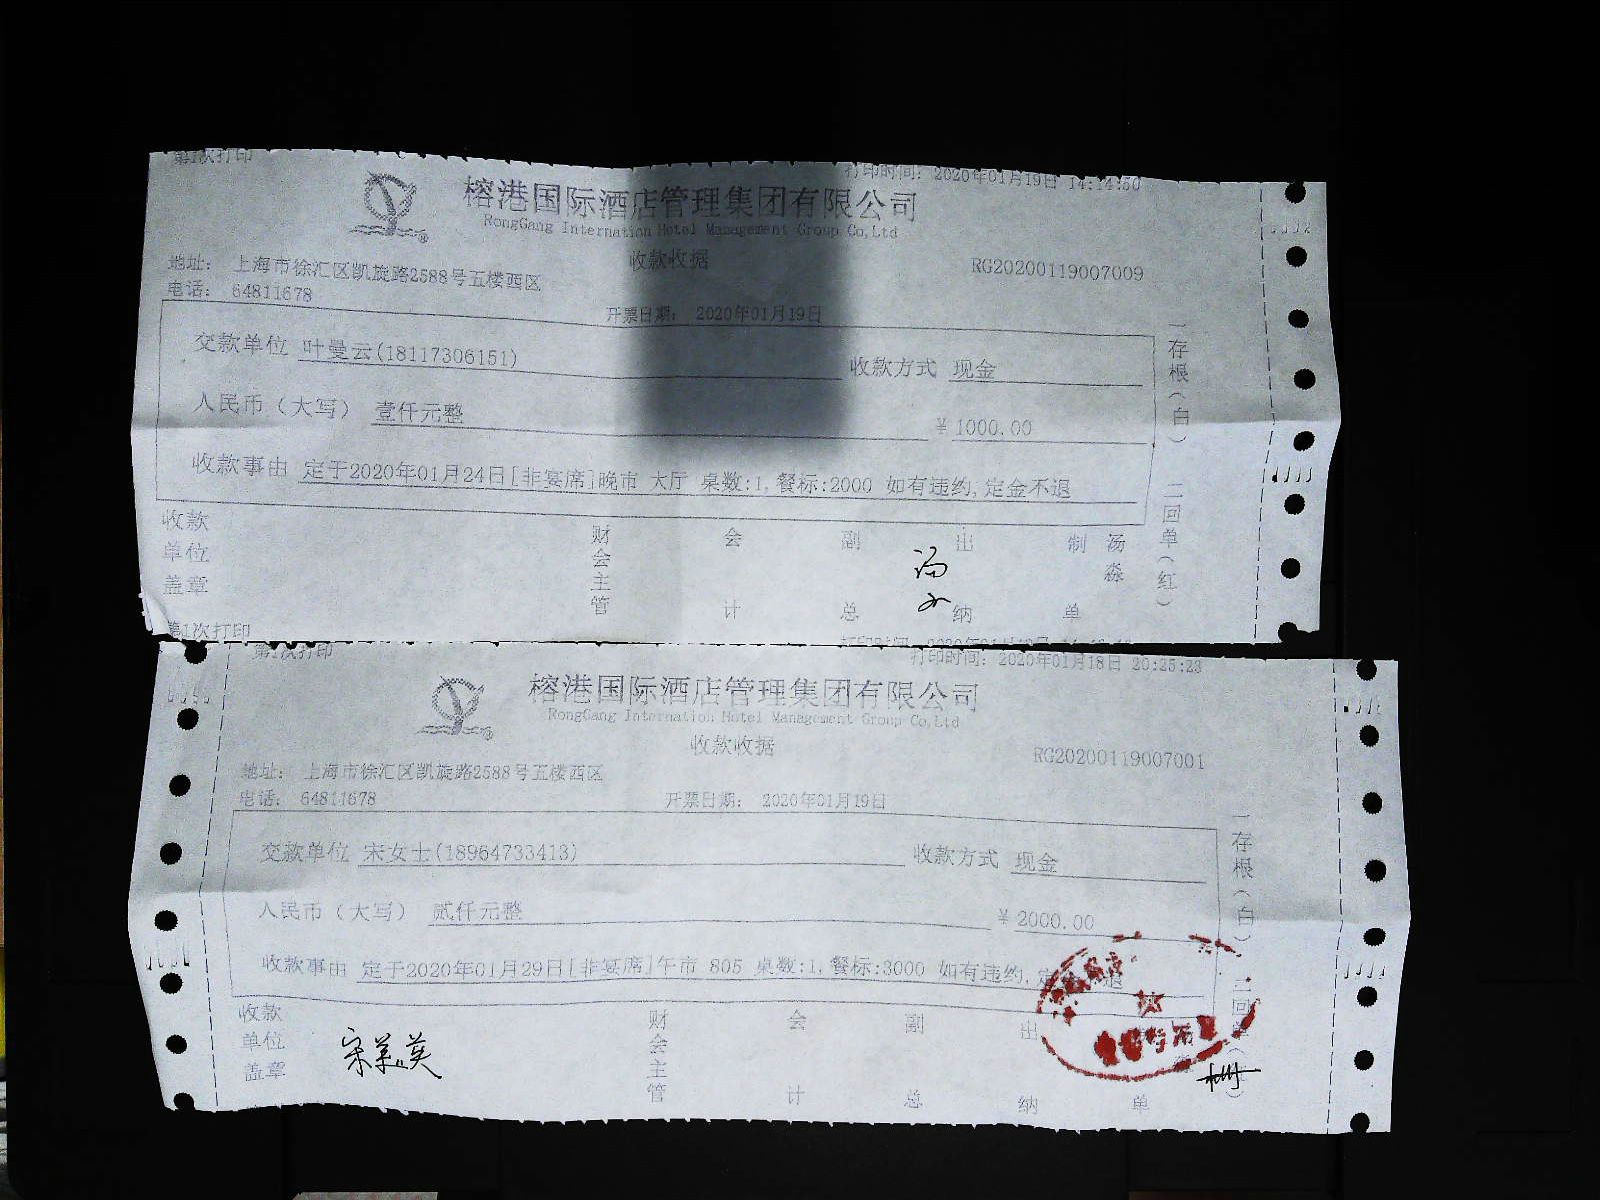 第1次打印
打印时间: 2020年01月19日 14:14:50
榕港国际酒店管理集团有限公司
RongGang Internation Hotel Management Group Co,Ltd
收款收据
RG20200119007009
地址: 上海市徐汇区凯旋路2588号五楼西区
电话: 64811678
开票日期: 2020年01月19日
交款单位 叶曼云(18117306151) 收款方式 现金
人民币(大写) 壹仟元整 ¥ 1000.00
收款事由 定于2020年01月24日[非宴席]晚市 大厅 桌数:1,餐标:2000 如有违约,定金不退
一存根(白) 二回单(红)
收款单位盖章 财会主管 会计 副总 出纳 制单 汤淼
第1次打印
第1次打印
打印时间: 2020年01月18日 20:25:23
榕港国际酒店管理集团有限公司
RongGang Internation Hotel Management Group Co,Ltd
收款收据
RG20200119007001
地址: 上海市徐汇区凯旋路2588号五楼西区
电话: 64811678
开票日期: 2020年01月19日
交款单位 宋女士(18964733413) 收款方式 现金
人民币(大写) 贰仟元整 ¥ 2000.00
收款事由 定于2020年01月29日[非宴席]午市 805 桌数:1,餐标:3000 如有违约,定 退
一存根(白) 二回单
收款单位盖章 财会主管 会计 副总 出纳 单